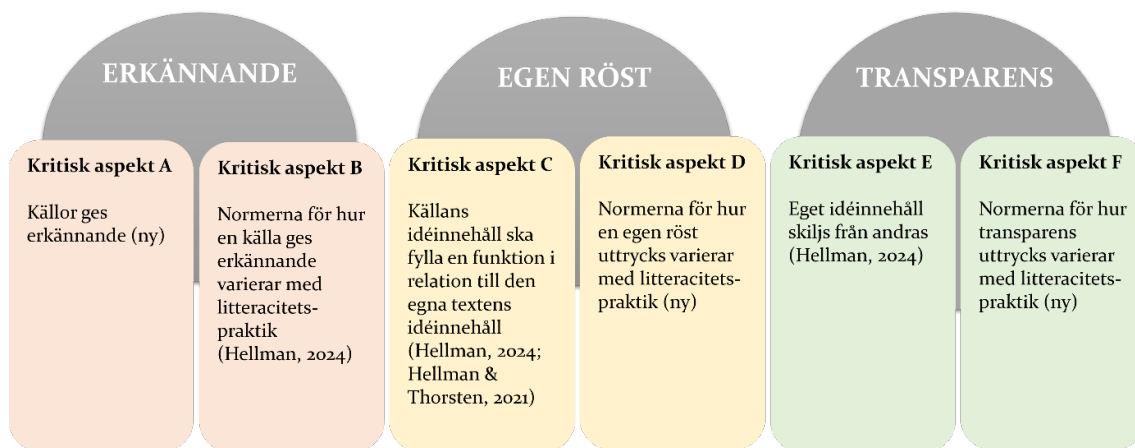 ERKÄNNANDE
Kritisk aspekt A
Källor ges
erkännande (ny)
Kritisk aspekt B
Normerna för hur
en källa ges
erkännande
varierar med
litteracitets-
praktik
(Hellman, 2024)
EGEN RÖST
Kritisk aspekt C
Källans
idéinnehåll ska
fylla en funktion i
relation till den
egna textens
idéinnehåll
(Hellman, 2024;
Hellman &
Thorsten, 2021)
Kritisk aspekt D
Normerna för hur
en egen röst
uttrycks varierar
med litteracitets-
praktik (ny)
TRANSPARENS
Kritisk aspekt E
Eget idéinnehåll
skiljs från andras
(Hellman, 2024)
Kritisk aspekt F
Normerna för hur
transparens
uttrycks varierar
med litteracitets-
praktik (ny)